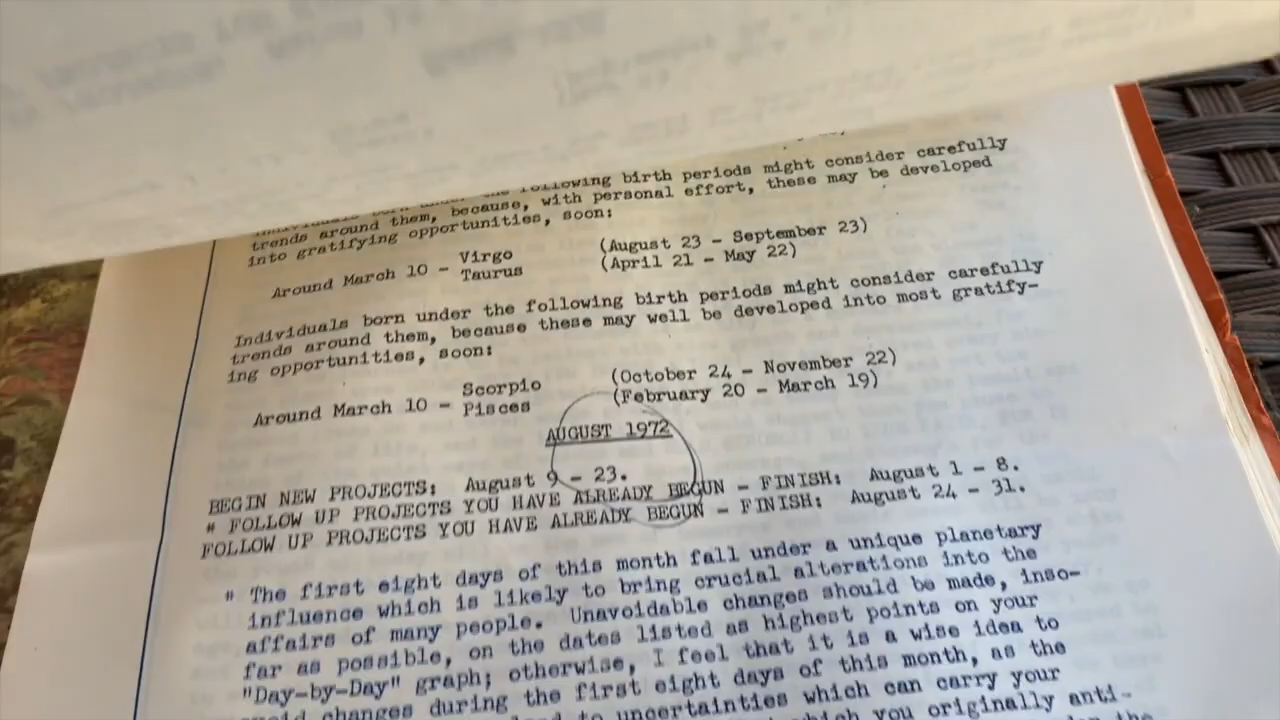 following birth periods might consider carefully
trends around them, because, with personal effort, these may be developed
into gratifying opportunities, soon:
Around March 10 - Virgo (August 23 - September 23)
Taurus (April 21 - May 22)
Individuals born under the following birth periods might consider carefully
trends around them, because these may well be developed into most gratify-
ing opportunities, soon:
Around March 10 - Scorpio (October 24 - November 22)
Pisces (February 20 - March 19)
AUGUST 1972
BEGIN NEW PROJECTS: August 9 - 23.
# FOLLOW UP PROJECTS YOU HAVE ALREADY BEGUN - FINISH: August 1 - 8.
FOLLOW UP PROJECTS YOU HAVE ALREADY BEGUN - FINISH: August 24 - 31.
# The first eight days of this month fall under a unique planetary
influence which is likely to bring crucial alterations into the
affairs of many people. Unavoidable changes should be made, inso-
far as possible, on the dates listed as highest points on your
"Day-by-Day" graph; otherwise, I feel that it is a wise idea to
changes during the first eight days of this month, as the
to uncertainties which can carry your
which you originally anti-